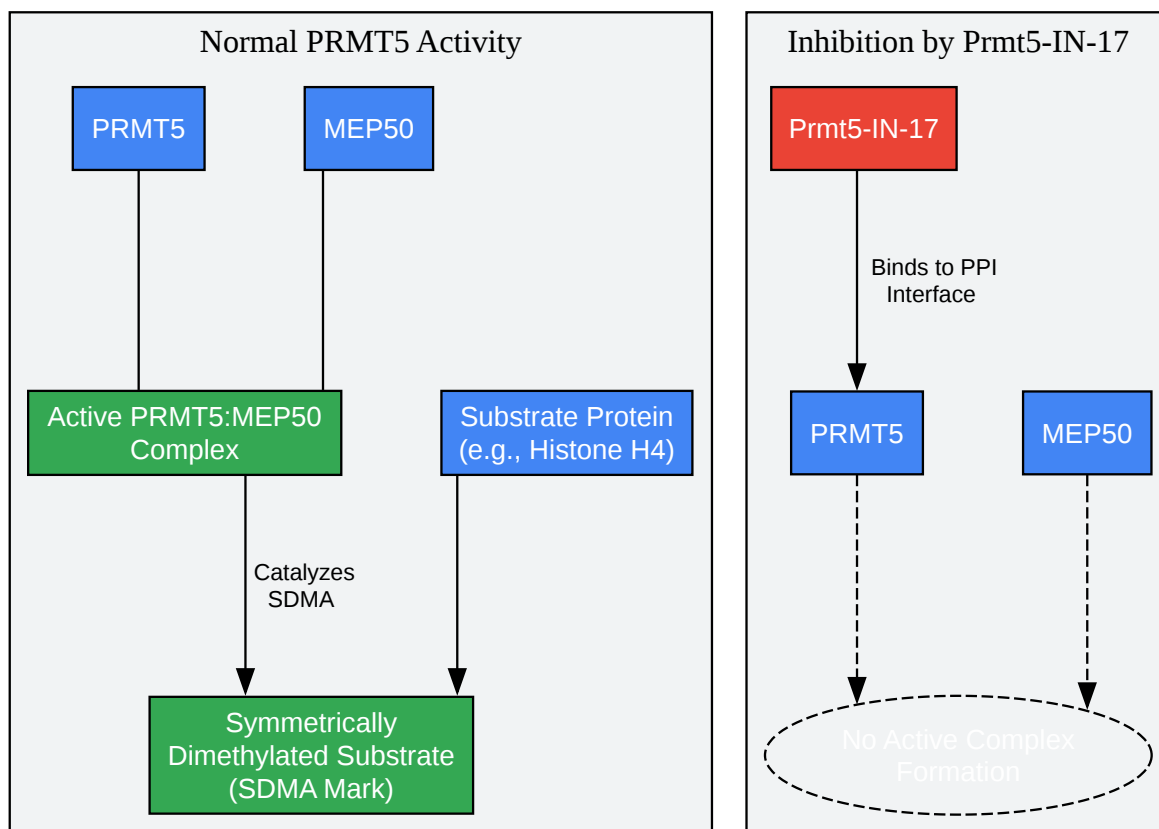 Normal PRMT5 Activity
PRMT5
MEP50
Active PRMT5:MEP50
Complex
Substrate Protein
(e.g., Histone H4)
Catalyzes
SDMA
Symmetrically
Dimethylated Substrate
(SDMA Mark)
Inhibition by Prmt5-IN-17
Prmt5-IN-17
Binds to PPI
Interface
PRMT5
MEP50
No Active Complex
Formation